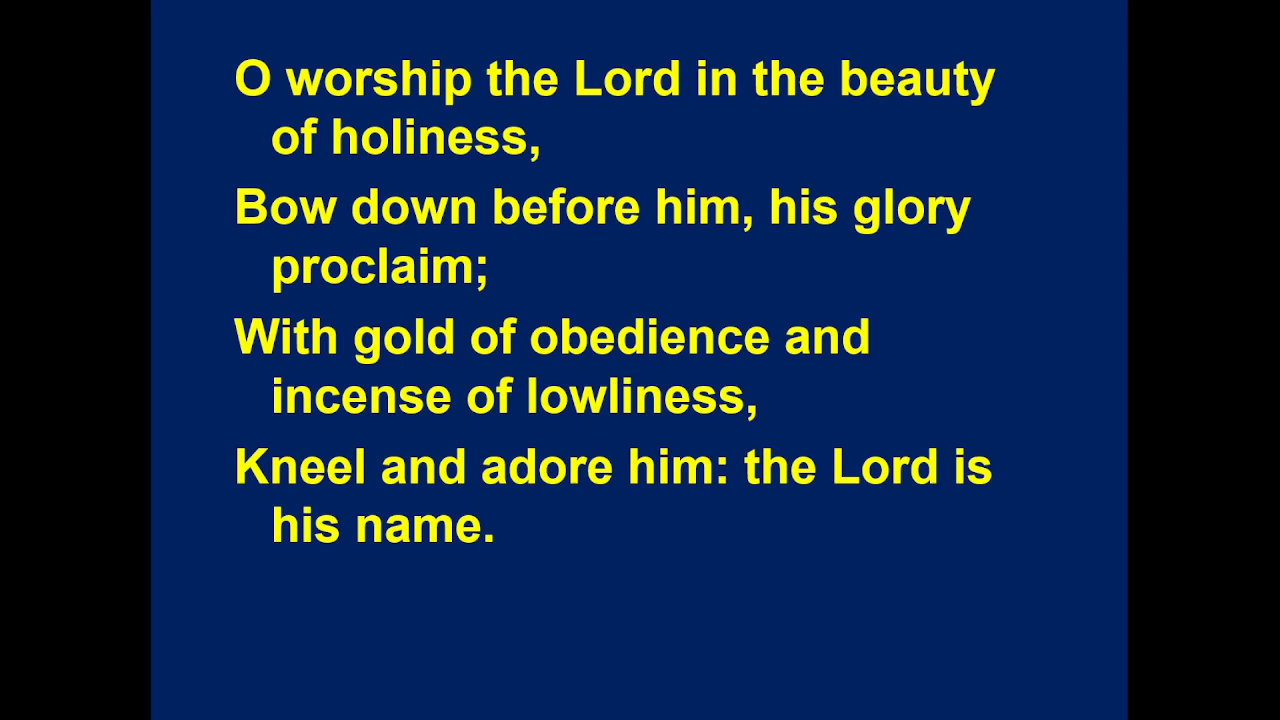 O worship the Lord in the beauty
of holiness,
Bow down before him, his glory
proclaim;
With gold of obedience and
incense of lowliness,
Kneel and adore him: the Lord is
his name.